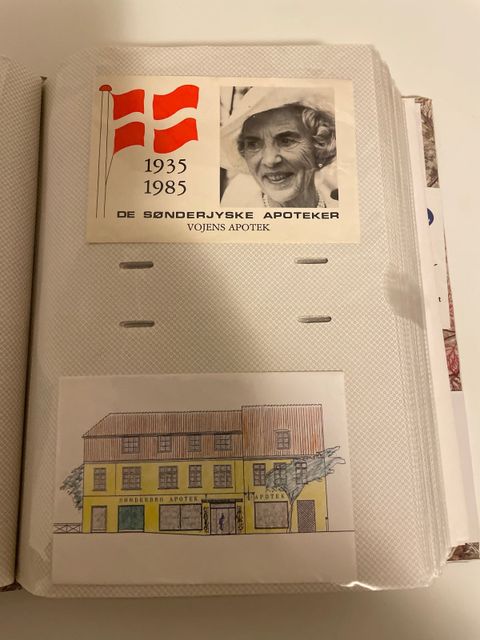 1935
1985
DE SØNDERJYSKE APOTEKER
VOJENS APOTEK
SØNDERBRO APOTEK
APOTEK